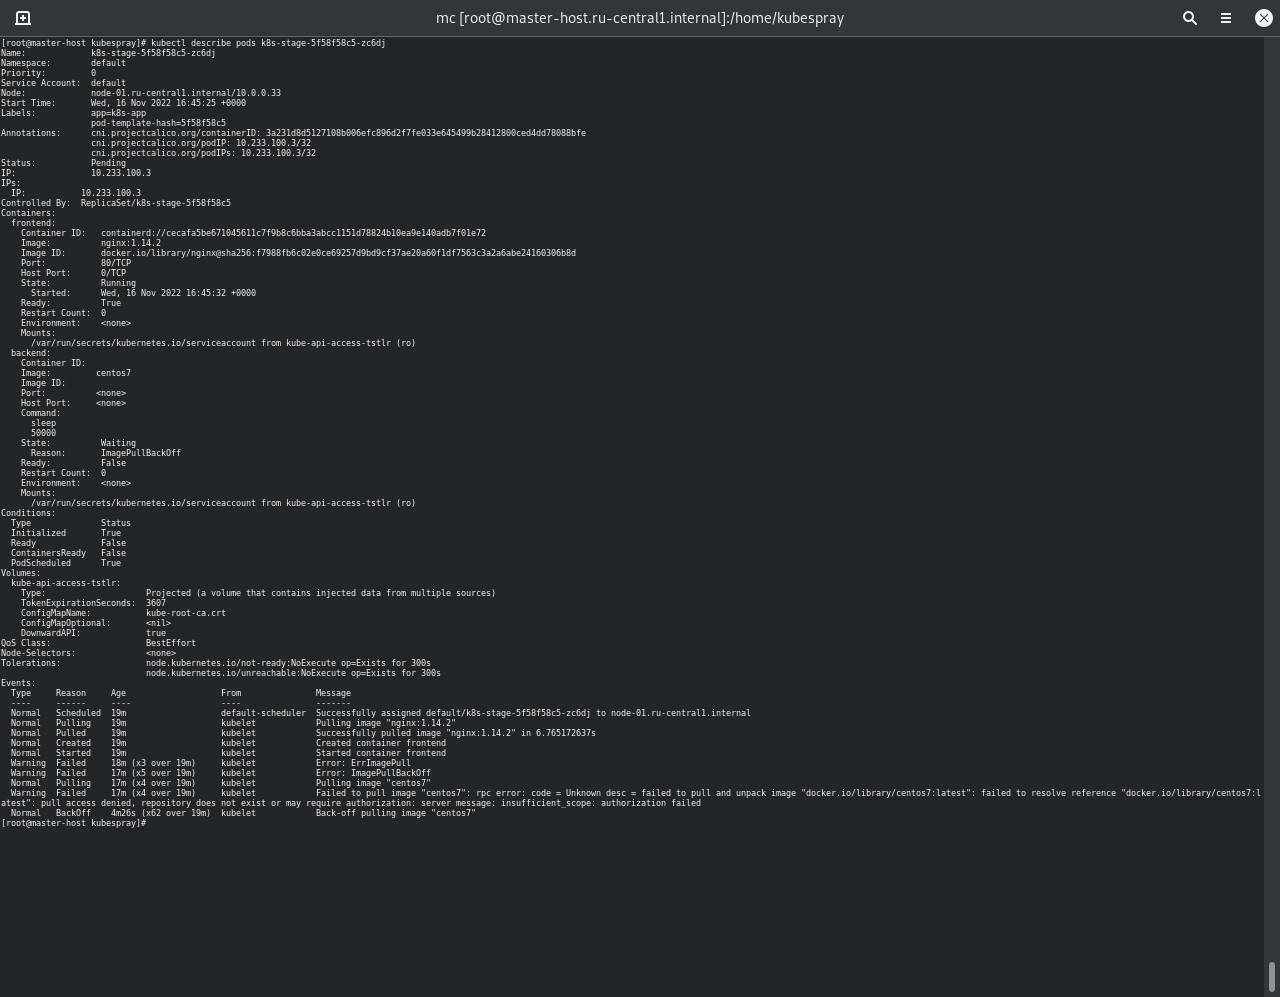 mc [root@master-host.ru-central1.internal]:/home/kubespray
[root@master-host kubespray]# kubectl describe pods k8s-stage-5f58f58c5-zc6dj
Name:             k8s-stage-5f58f58c5-zc6dj
Namespace:        default
Priority:         0
Service Account:  default
Node:             node-01.ru-central1.internal/10.0.0.33
Start Time:       Wed, 16 Nov 2022 16:45:25 +0000
Labels:           app=k8s-app
                  pod-template-hash=5f58f58c5
Annotations:      cni.projectcalico.org/containerID: 3a231d8d5127108b006efc896d2f7fe033e645499b28412800ced4dd78088bfe
                  cni.projectcalico.org/podIP: 10.233.100.3/32
                  cni.projectcalico.org/podIPs: 10.233.100.3/32
Status:           Pending
IP:               10.233.100.3
IPs:
  IP:           10.233.100.3
Controlled By:  ReplicaSet/k8s-stage-5f58f58c5
Containers:
  frontend:
    Container ID:   containerd://cecafa5be671045611c7f9b8c6bba3abcc1151d78824b10ea9e140adb7f01e72
    Image:          nginx:1.14.2
    Image ID:       docker.io/library/nginx@sha256:f7988fb6c02e0ce69257d9bd9cf37ae20a60f1df7563c3a2a6abe24160306b8d
    Port:           80/TCP
    Host Port:      0/TCP
    State:          Running
      Started:      Wed, 16 Nov 2022 16:45:32 +0000
    Ready:          True
    Restart Count:  0
    Environment:    <none>
    Mounts:
      /var/run/secrets/kubernetes.io/serviceaccount from kube-api-access-tstlr (ro)
  backend:
    Container ID:
    Image:         centos7
    Image ID:
    Port:          <none>
    Host Port:     <none>
    Command:
      sleep
      50000
    State:          Waiting
      Reason:       ImagePullBackOff
    Ready:          False
    Restart Count:  0
    Environment:    <none>
    Mounts:
      /var/run/secrets/kubernetes.io/serviceaccount from kube-api-access-tstlr (ro)
Conditions:
  Type              Status
  Initialized       True
  Ready             False
  ContainersReady   False
  PodScheduled      True
Volumes:
  kube-api-access-tstlr:
    Type:                    Projected (a volume that contains injected data from multiple sources)
    TokenExpirationSeconds:  3607
    ConfigMapName:           kube-root-ca.crt
    ConfigMapOptional:       <nil>
    DownwardAPI:             true
QoS Class:                   BestEffort
Node-Selectors:              <none>
Tolerations:                 node.kubernetes.io/not-ready:NoExecute op=Exists for 300s
                             node.kubernetes.io/unreachable:NoExecute op=Exists for 300s
Events:
  Type     Reason     Age                   From               Message
  ----     ------     ----                  ----               -------
  Normal   Scheduled  19m                   default-scheduler  Successfully assigned default/k8s-stage-5f58f58c5-zc6dj to node-01.ru-central1.internal
  Normal   Pulling    19m                   kubelet            Pulling image "nginx:1.14.2"
  Normal   Pulled     19m                   kubelet            Successfully pulled image "nginx:1.14.2" in 6.765172637s
  Normal   Created    19m                   kubelet            Created container frontend
  Normal   Started    19m                   kubelet            Started container frontend
  Warning  Failed     18m (x3 over 19m)     kubelet            Error: ErrImagePull
  Warning  Failed     17m (x5 over 19m)     kubelet            Error: ImagePullBackOff
  Normal   Pulling    17m (x4 over 19m)     kubelet            Pulling image "centos7"
  Warning  Failed     17m (x4 over 19m)     kubelet            Failed to pull image "centos7": rpc error: code = Unknown desc = failed to pull and unpack image "docker.io/library/centos7:latest": failed to resolve reference "docker.io/library/centos7:l
atest": pull access denied, repository does not exist or may require authorization: server message: insufficient_scope: authorization failed
  Normal   BackOff    4m26s (x62 over 19m)  kubelet            Back-off pulling image "centos7"
[root@master-host kubespray]#